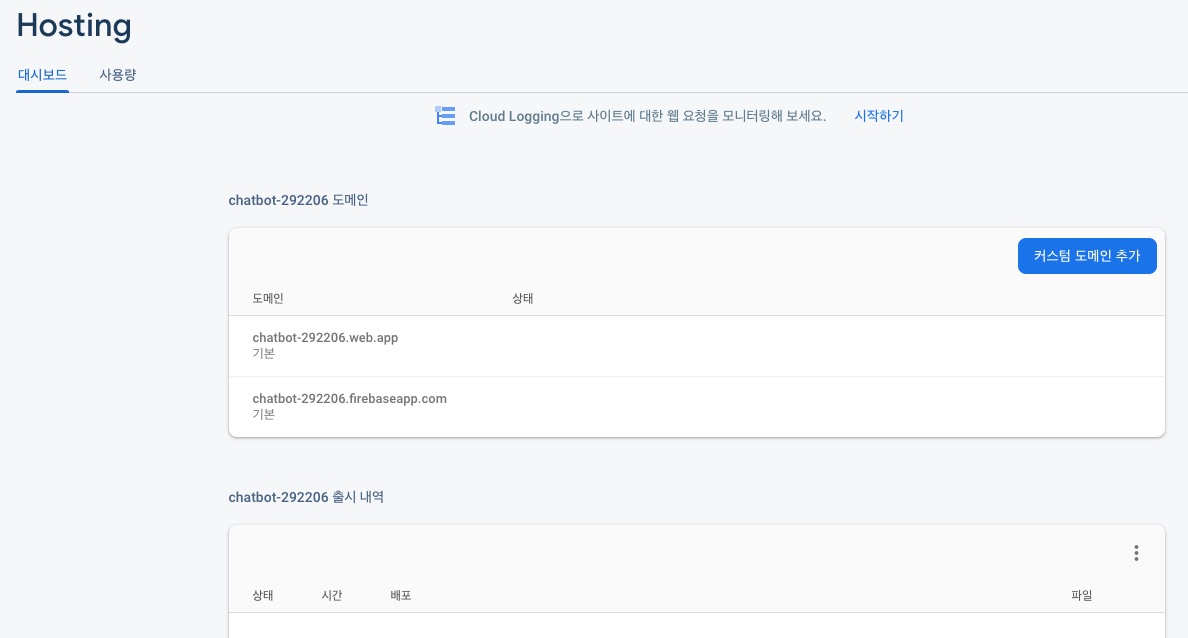 Hosting
대시보드 사용량
Cloud Logging으로 사이트에 대한 웹 요청을 모니터링해 보세요. 시작하기
chatbot-292206 도메인
커스텀 도메인 추가
도메인 상태
chatbot-292206.web.app
기본
chatbot-292206.firebaseapp.com
기본
chatbot-292206 출시 내역
상태 시간 배포 파일